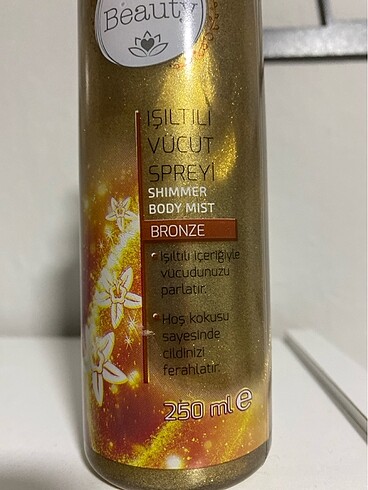 Beauty
IŞILTILI
VÜCUT
SPREYİ
SHIMMER
BODY MIST
BRONZE
• Işıltılı içeriğiyle
vücudunuzu
parlatır.
• Hoş kokusu
sayesinde
cildinizi
ferahlatır.
250 ml e